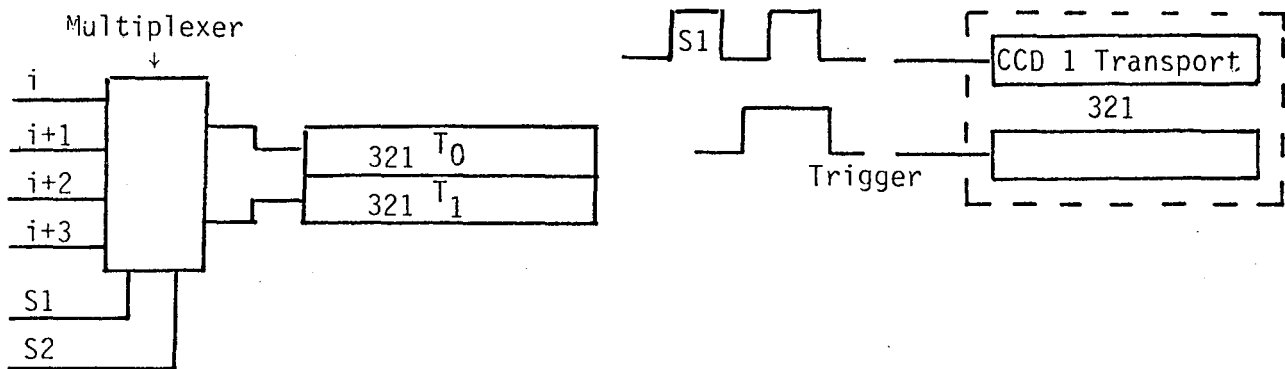 Multiplexer
↓
i
i+1
i+2
i+3
S1
S2
321 T0
321 T1
S1
Trigger
CCD 1 Transport
321